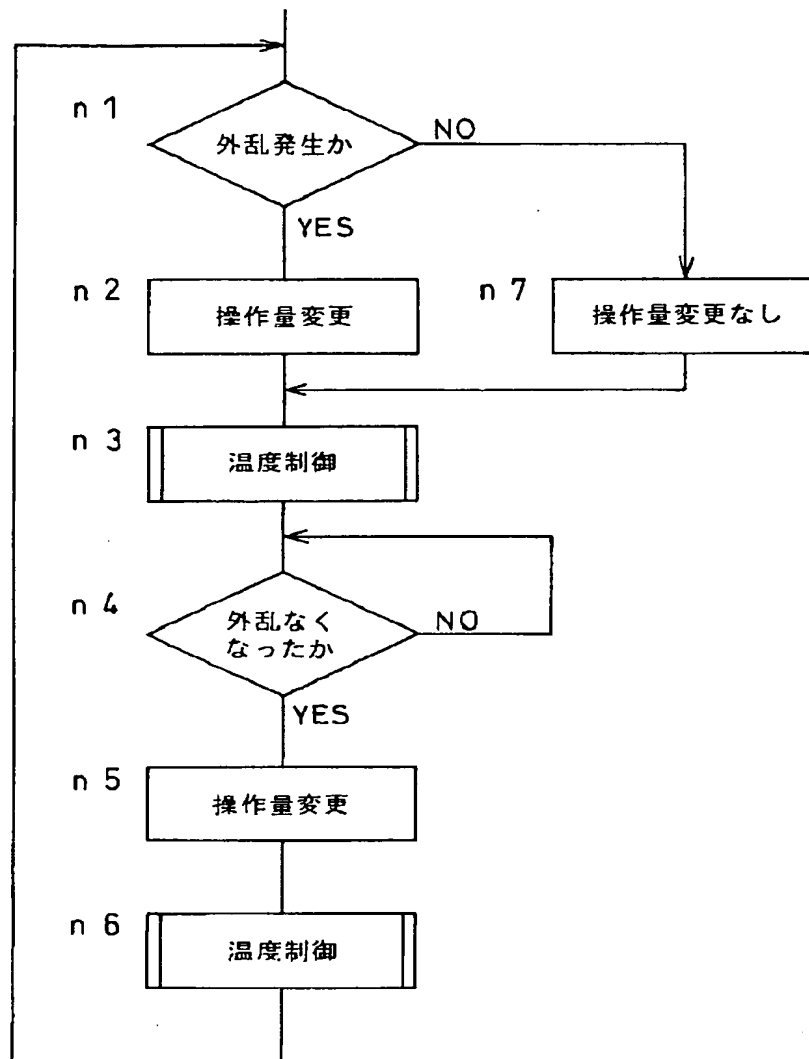 n 1
外乱発生か
NO
YES
n 2
操作量変更
n 7
操作量変更なし
n 3
温度制御
n 4
外乱なく
なったか
NO
YES
n 5
操作量変更
n 6
温度制御